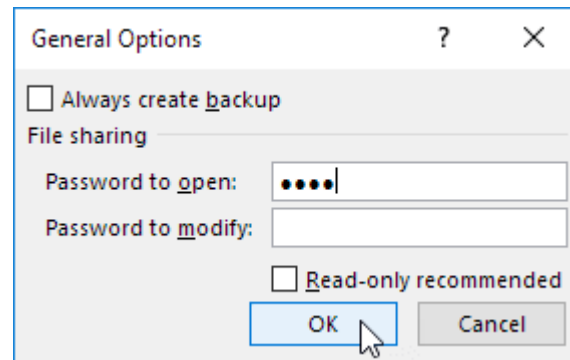 General Options ? ×
Always create backup
File sharing
Password to open: ●●●●
Password to modify:
Read-only recommended
OK Cancel